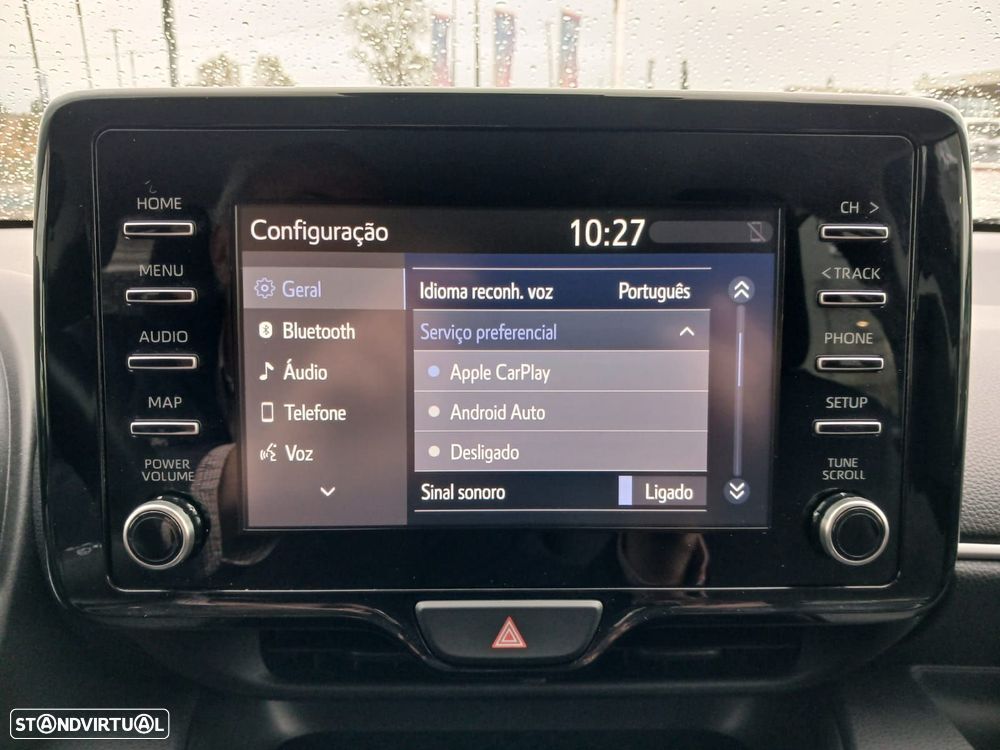 HOME
MENU
AUDIO
MAP
POWER
VOLUME
Configuração 10:27
Geral
Bluetooth
Áudio
Telefone
Voz
Idioma reconh. voz Português
Serviço preferencial
Apple CarPlay
Android Auto
Desligado
Sinal sonoro Ligado
CH >
< TRACK
PHONE
SETUP
TUNE
SCROLL
STANDVIRTUAL